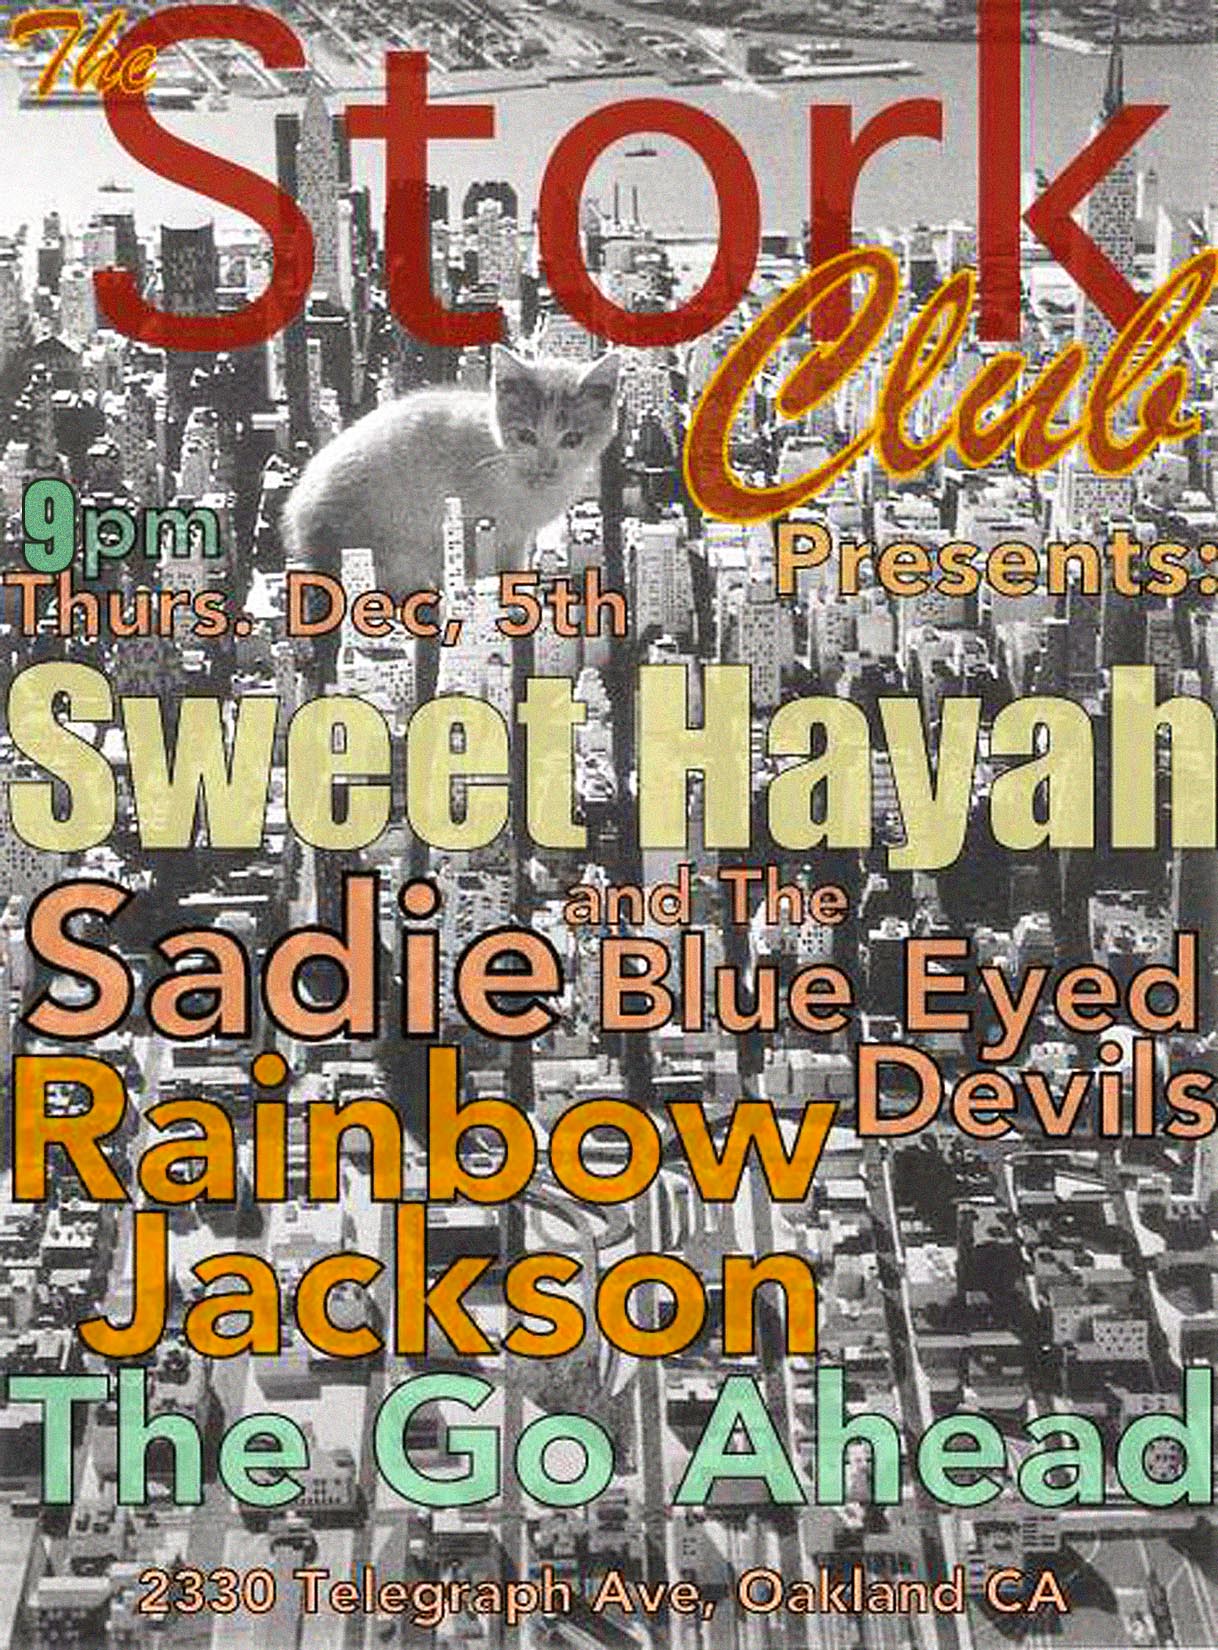 The
Stork
Club
Presents:
9pm
Thurs. Dec, 5th
Sweet Hayah
Sadie and The
Blue Eyed
Devils
Rainbow
Jackson
The Go Ahead
2330 Telegraph Ave, Oakland CA